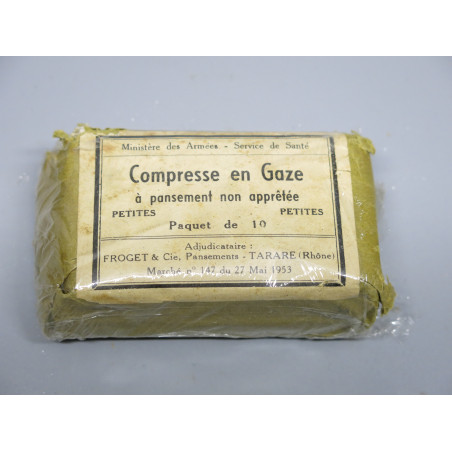 Ministère des Armées - Service de Santé
Compresse en Gaze
à pansement non apprêtée
PETITES PETITES
Paquet de 10
Adjudicataire :
FROGET & Cie, Pansements - TARARE (Rhône)
Marché n° 147 du 27 Mai 1953